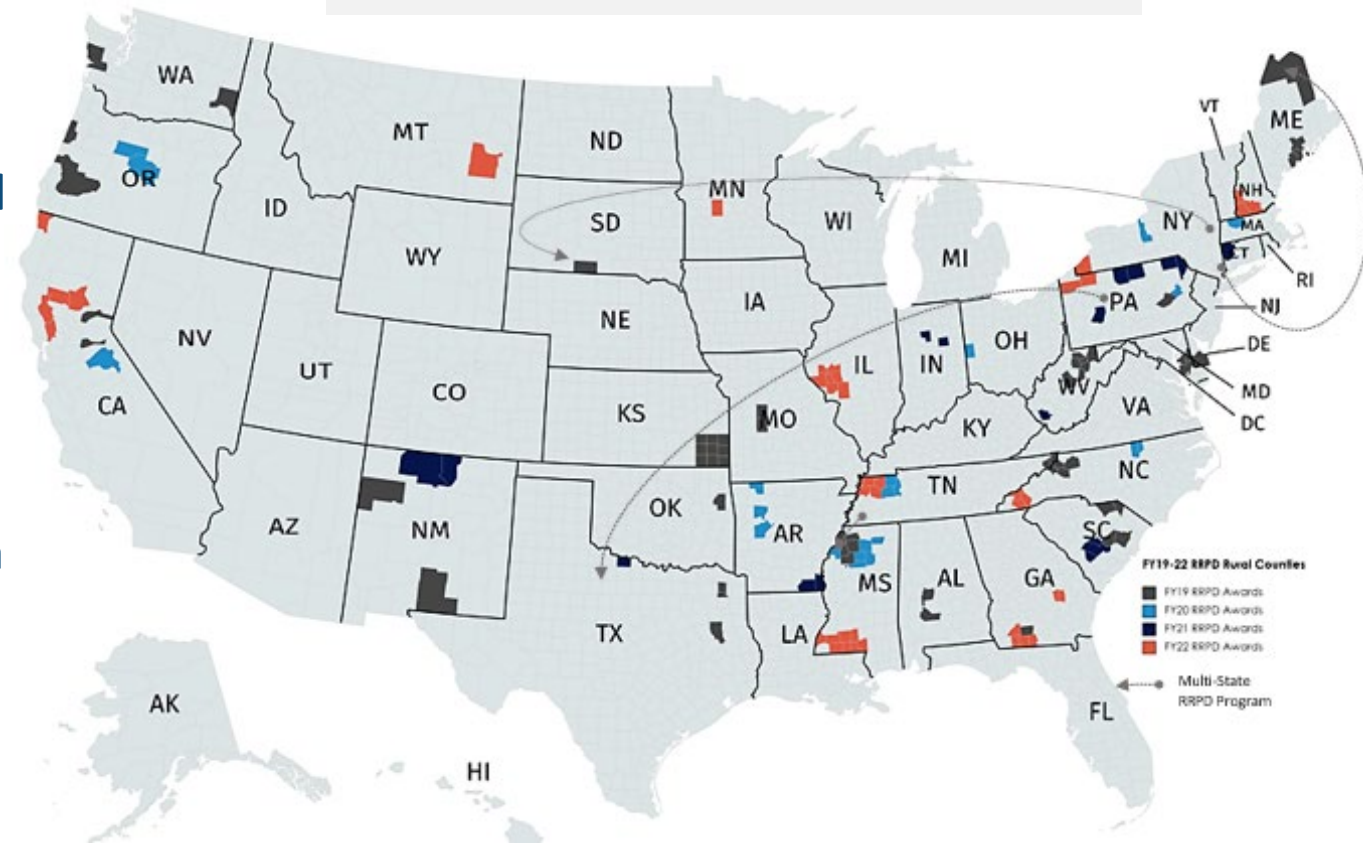 WA
MT
ND
MN
VT
ME
OR
ID
SD
WI
NH
NY
MA
WY
MI
CT
RI
IA
PA
NJ
NE
NV
OH
DE
UT
IL
IN
WV
MD
CA
CO
KS
MO
VA
DC
KY
NC
TN
AZ
NM
OK
AR
SC
MS
AL
GA
TX
LA
FY19-22 RRPD Rural Counties
FY19 RRPD Awards
FY20 RRPD Awards
FY21 RRPD Awards
FY22 RRPD Awards
Multi-State
RRPD Program
AK
FL
HI